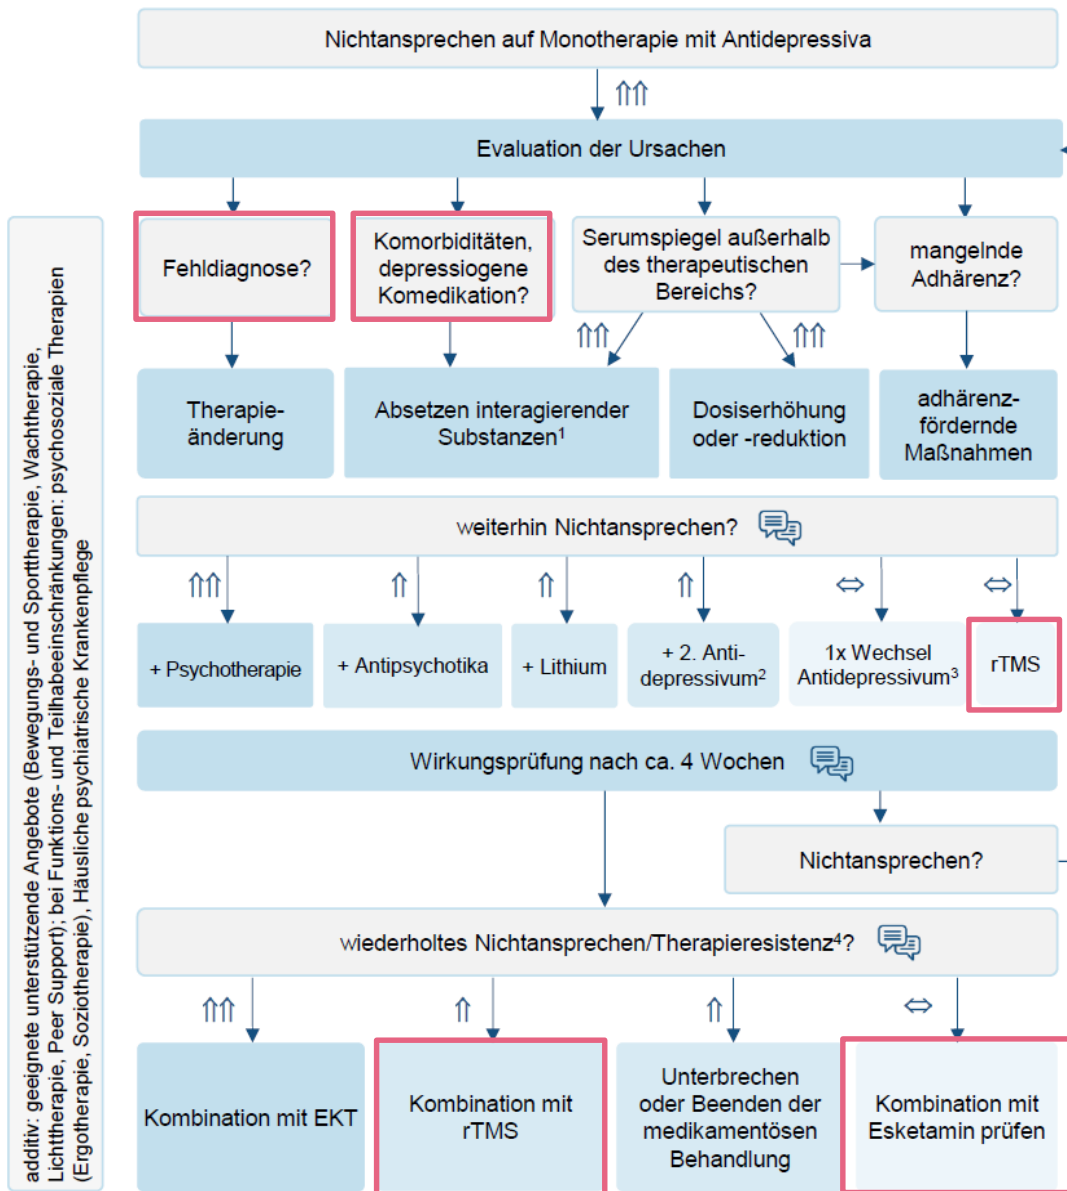 Nichtansprechen auf Monotherapie mit Antidepressiva
⇑⇑
Evaluation der Ursachen
Fehldiagnose?
Komorbiditäten,
depressiogene
Komedikation?
Serumspiegel außerhalb
des therapeutischen
Bereichs?
mangelnde
Adhärenz?
⇑⇑
⇑⇑
Therapie-
änderung
Absetzen interagierender
Substanzen¹
Dosiserhöhung
oder -reduktion
adhärenz-
fördernde
Maßnahmen
weiterhin Nichtansprechen?
⇑⇑
⇑
⇑
⇑
⇔
⇔
+ Psychotherapie
+ Antipsychotika
+ Lithium
+ 2. Anti-
depressivum²
1x Wechsel
Antidepressivum³
rTMS
Wirkungsprüfung nach ca. 4 Wochen
Nichtansprechen?
wiederholtes Nichtansprechen/Therapieresistenz⁴?
⇑⇑
⇑
⇑
⇔
Kombination mit EKT
Kombination mit
rTMS
Unterbrechen
oder Beenden der
medikamentösen
Behandlung
Kombination mit
Esketamin prüfen
additiv: geeignete unterstützende Angebote (Bewegungs- und Sporttherapie, Wachtherapie,
Lichttherapie, Peer Support); bei Funktions- und Teilhabeeinschränkungen: psychosoziale Therapien
(Ergotherapie, Soziotherapie), Häusliche psychiatrische Krankenpflege